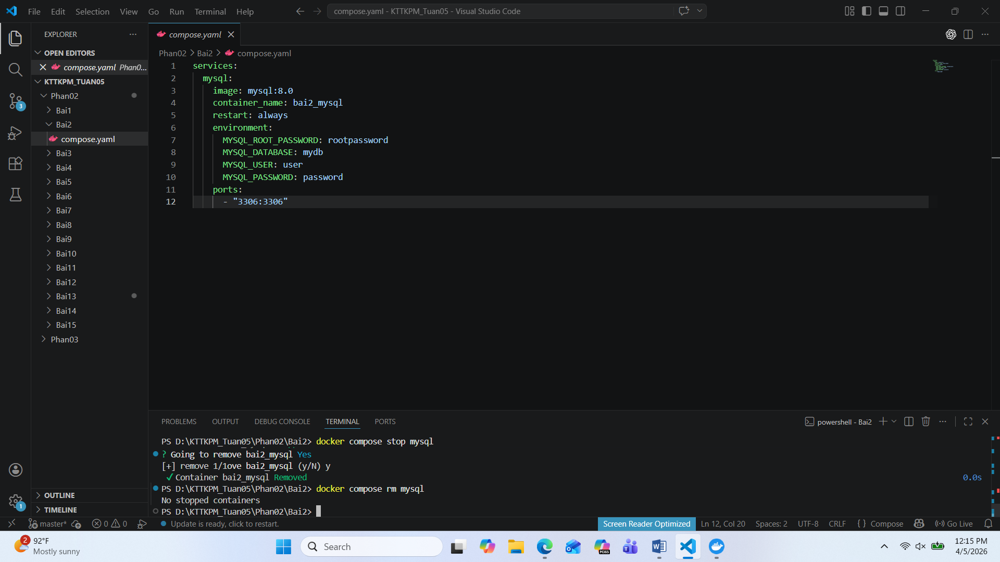 File Edit Selection View Go Run Terminal Help
compose.yaml - KTTKPM_Tuan05 - Visual Studio Code
EXPLORER
OPEN EDITORS
compose.yaml Phan0...
KTTKPM_TUAN05
Phan02
Bai1
Bai2
compose.yaml
Bai3
Bai4
Bai5
Bai6
Bai7
Bai8
Bai9
Bai10
Bai11
Bai12
Bai13
Bai14
Bai15
Phan03
OUTLINE
TIMELINE
3
1
compose.yaml
Phan02 > Bai2 > compose.yaml
1 services:
2 mysql:
3 image: mysql:8.0
4 container_name: bai2_mysql
5 restart: always
6 environment:
7 MYSQL_ROOT_PASSWORD: rootpassword
8 MYSQL_DATABASE: mydb
9 MYSQL_USER: user
10 MYSQL_PASSWORD: password
11 ports:
12 - "3306:3306"
PROBLEMS OUTPUT DEBUG CONSOLE TERMINAL PORTS
powershell - Bai2
PS D:\KTTKPM_Tuan05\Phan02\Bai2> docker compose stop mysql
? Going to remove bai2_mysql Yes
[+] remove 1/1ove bai2_mysql (y/N) y
✓ Container bai2_mysql Removed 0.0s
PS D:\KTTKPM_Tuan05\Phan02\Bai2> docker compose rm mysql
No stopped containers
PS D:\KTTKPM_Tuan05\Phan02\Bai2>
master* 0 0 Update is ready, click to restart. Screen Reader Optimized Ln 12, Col 20 Spaces: 2 UTF-8 CRLF { } Compose Go Live
2
92°F
Mostly sunny
Search
M365
12:15 PM
4/5/2026